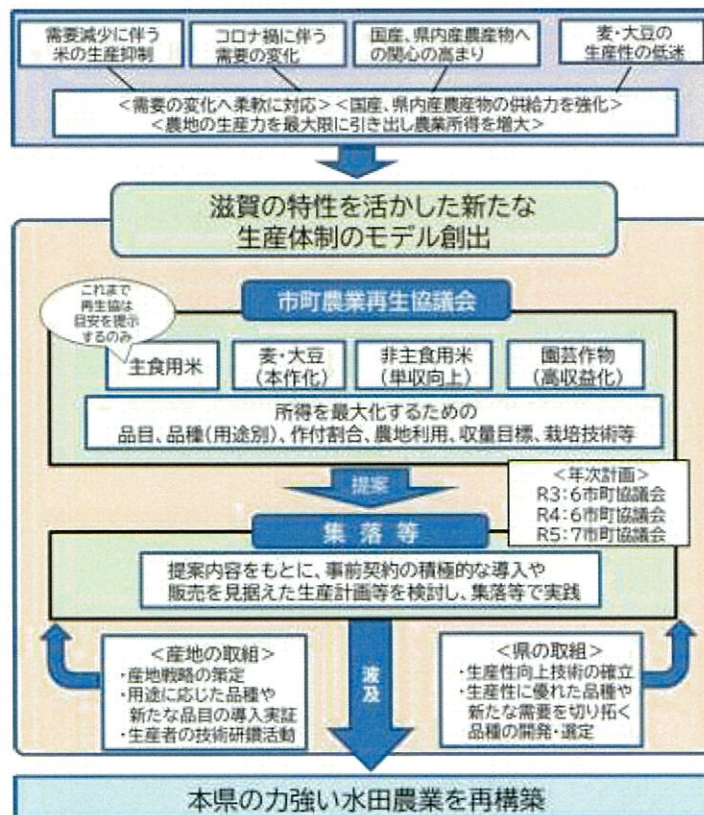 需要減少に伴う
米の生産抑制
コロナ禍に伴う
需要の変化
国産、県内産農産物へ
の関心の高まり
麦・大豆の
生産性の低迷
<需要の変化へ柔軟に対応><国産、県内産農産物の供給力を強化>
<農地の生産力を最大限に引き出し農業所得を増大>
滋賀の特性を活かした新たな
生産体制のモデル創出
市町農業再生協議会
これまで
再生協は
目安を提示
するのみ
主食用米
麦・大豆
(本作化)
非主食用米
(単収向上)
園芸作物
(高収益化)
所得を最大化するための
品目、品種(用途別)、作付割合、農地利用、収量目標、栽培技術等
提案
<年次計画>
R3:6市町協議会
R4:6市町協議会
R5:7市町協議会
集落等
提案内容をもとに、事前契約の積極的な導入や
販売を見据えた生産計画等を検討し、集落等で実践
<産地の取組>
・産地戦略の策定
・用途に応じた品種や
新たな品目の導入実証
・生産者の技術研鑽活動
波及
<県の取組>
・生産性向上技術の確立
・生産性に優れた品種や
新たな需要を切り拓く
品種の開発・選定
本県の力強い水田農業を再構築